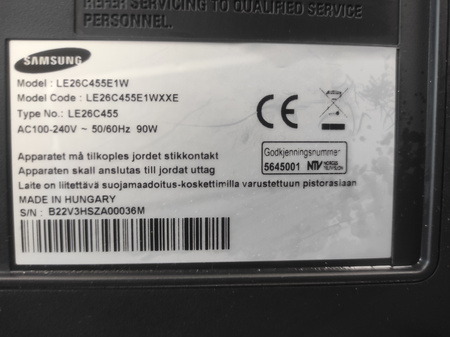 REFER SERVICING TO QUALIFIED SERVICE
PERSONNEL.
SAMSUNG
Model : LE26C455E1W
Model Code : LE26C455E1WXXE
Type No.: LE26C455
AC100-240V ~ 50/60Hz 90W
CE
Apparatet må tilkoples jordet stikkontakt
Apparaten skall anslutas till jordat uttag
Laite on liitettävä suojamaadoitus-koskettimilla varustettuun pistorasiaan
Godkjenningsnummer
5645001 NTV NORGES TELEVISJON
MADE IN HUNGARY
S/N : B22V3HSZA00036M